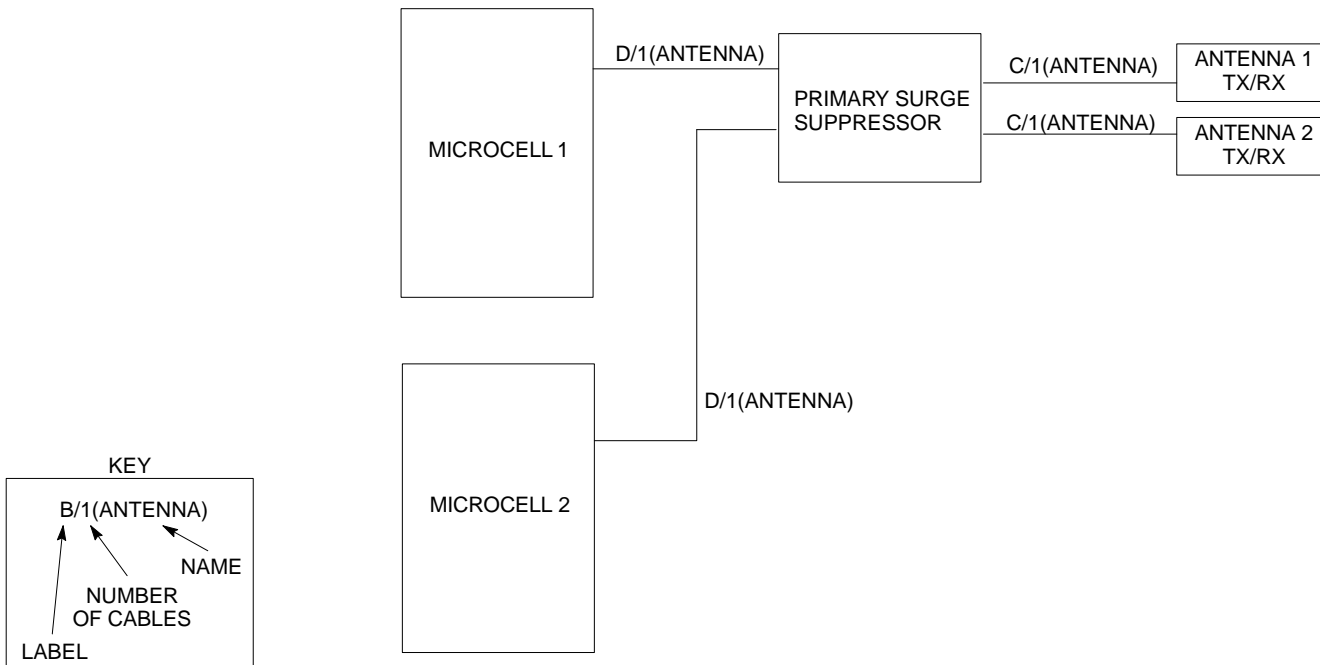 MICROCELL 1
D/1(ANTENNA)
PRIMARY SURGE
SUPPRESSOR
C/1(ANTENNA)
ANTENNA 1
TX/RX
C/1(ANTENNA)
ANTENNA 2
TX/RX
D/1(ANTENNA)
MICROCELL 2
KEY
B/1(ANTENNA)
NAME
NUMBER
OF CABLES
LABEL